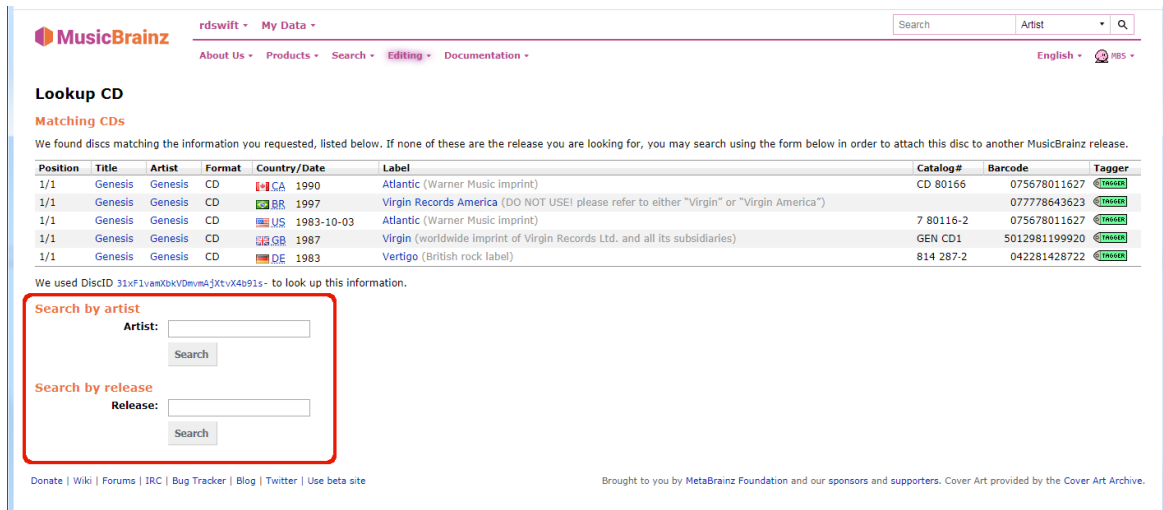 MusicBrainz
rdswift ▾ My Data ▾
Search Artist
About Us ▾ Products ▾ Search ▾ Editing ▾ Documentation ▾
English ▾ MBS ▾
Lookup CD
Matching CDs
We found discs matching the information you requested, listed below. If none of these are the release you are looking for, you may search using the form below in order to attach this disc to another MusicBrainz release.
Position Title Artist Format Country/Date Label Catalog# Barcode Tagger
1/1 Genesis Genesis CD CA 1990 Atlantic (Warner Music imprint) CD 80166 075678011627 TAGGER
1/1 Genesis Genesis CD BR 1997 Virgin Records America (DO NOT USE! please refer to either "Virgin" or "Virgin America") 077778643623 TAGGER
1/1 Genesis Genesis CD US 1983-10-03 Atlantic (Warner Music imprint) 7 80116-2 075678011627 TAGGER
1/1 Genesis Genesis CD GB 1987 Virgin (worldwide imprint of Virgin Records Ltd. and all its subsidiaries) GEN CD1 5012981199920 TAGGER
1/1 Genesis Genesis CD DE 1983 Vertigo (British rock label) 814 287-2 042281428722 TAGGER
We used DiscID 31xF1vamXbkVDmvmAjXtvX4b91s- to look up this information.
Search by artist
Artist:
Search
Search by release
Release:
Search
Donate | Wiki | Forums | IRC | Bug Tracker | Blog | Twitter | Use beta site
Brought to you by MetaBrainz Foundation and our sponsors and supporters. Cover Art provided by the Cover Art Archive.